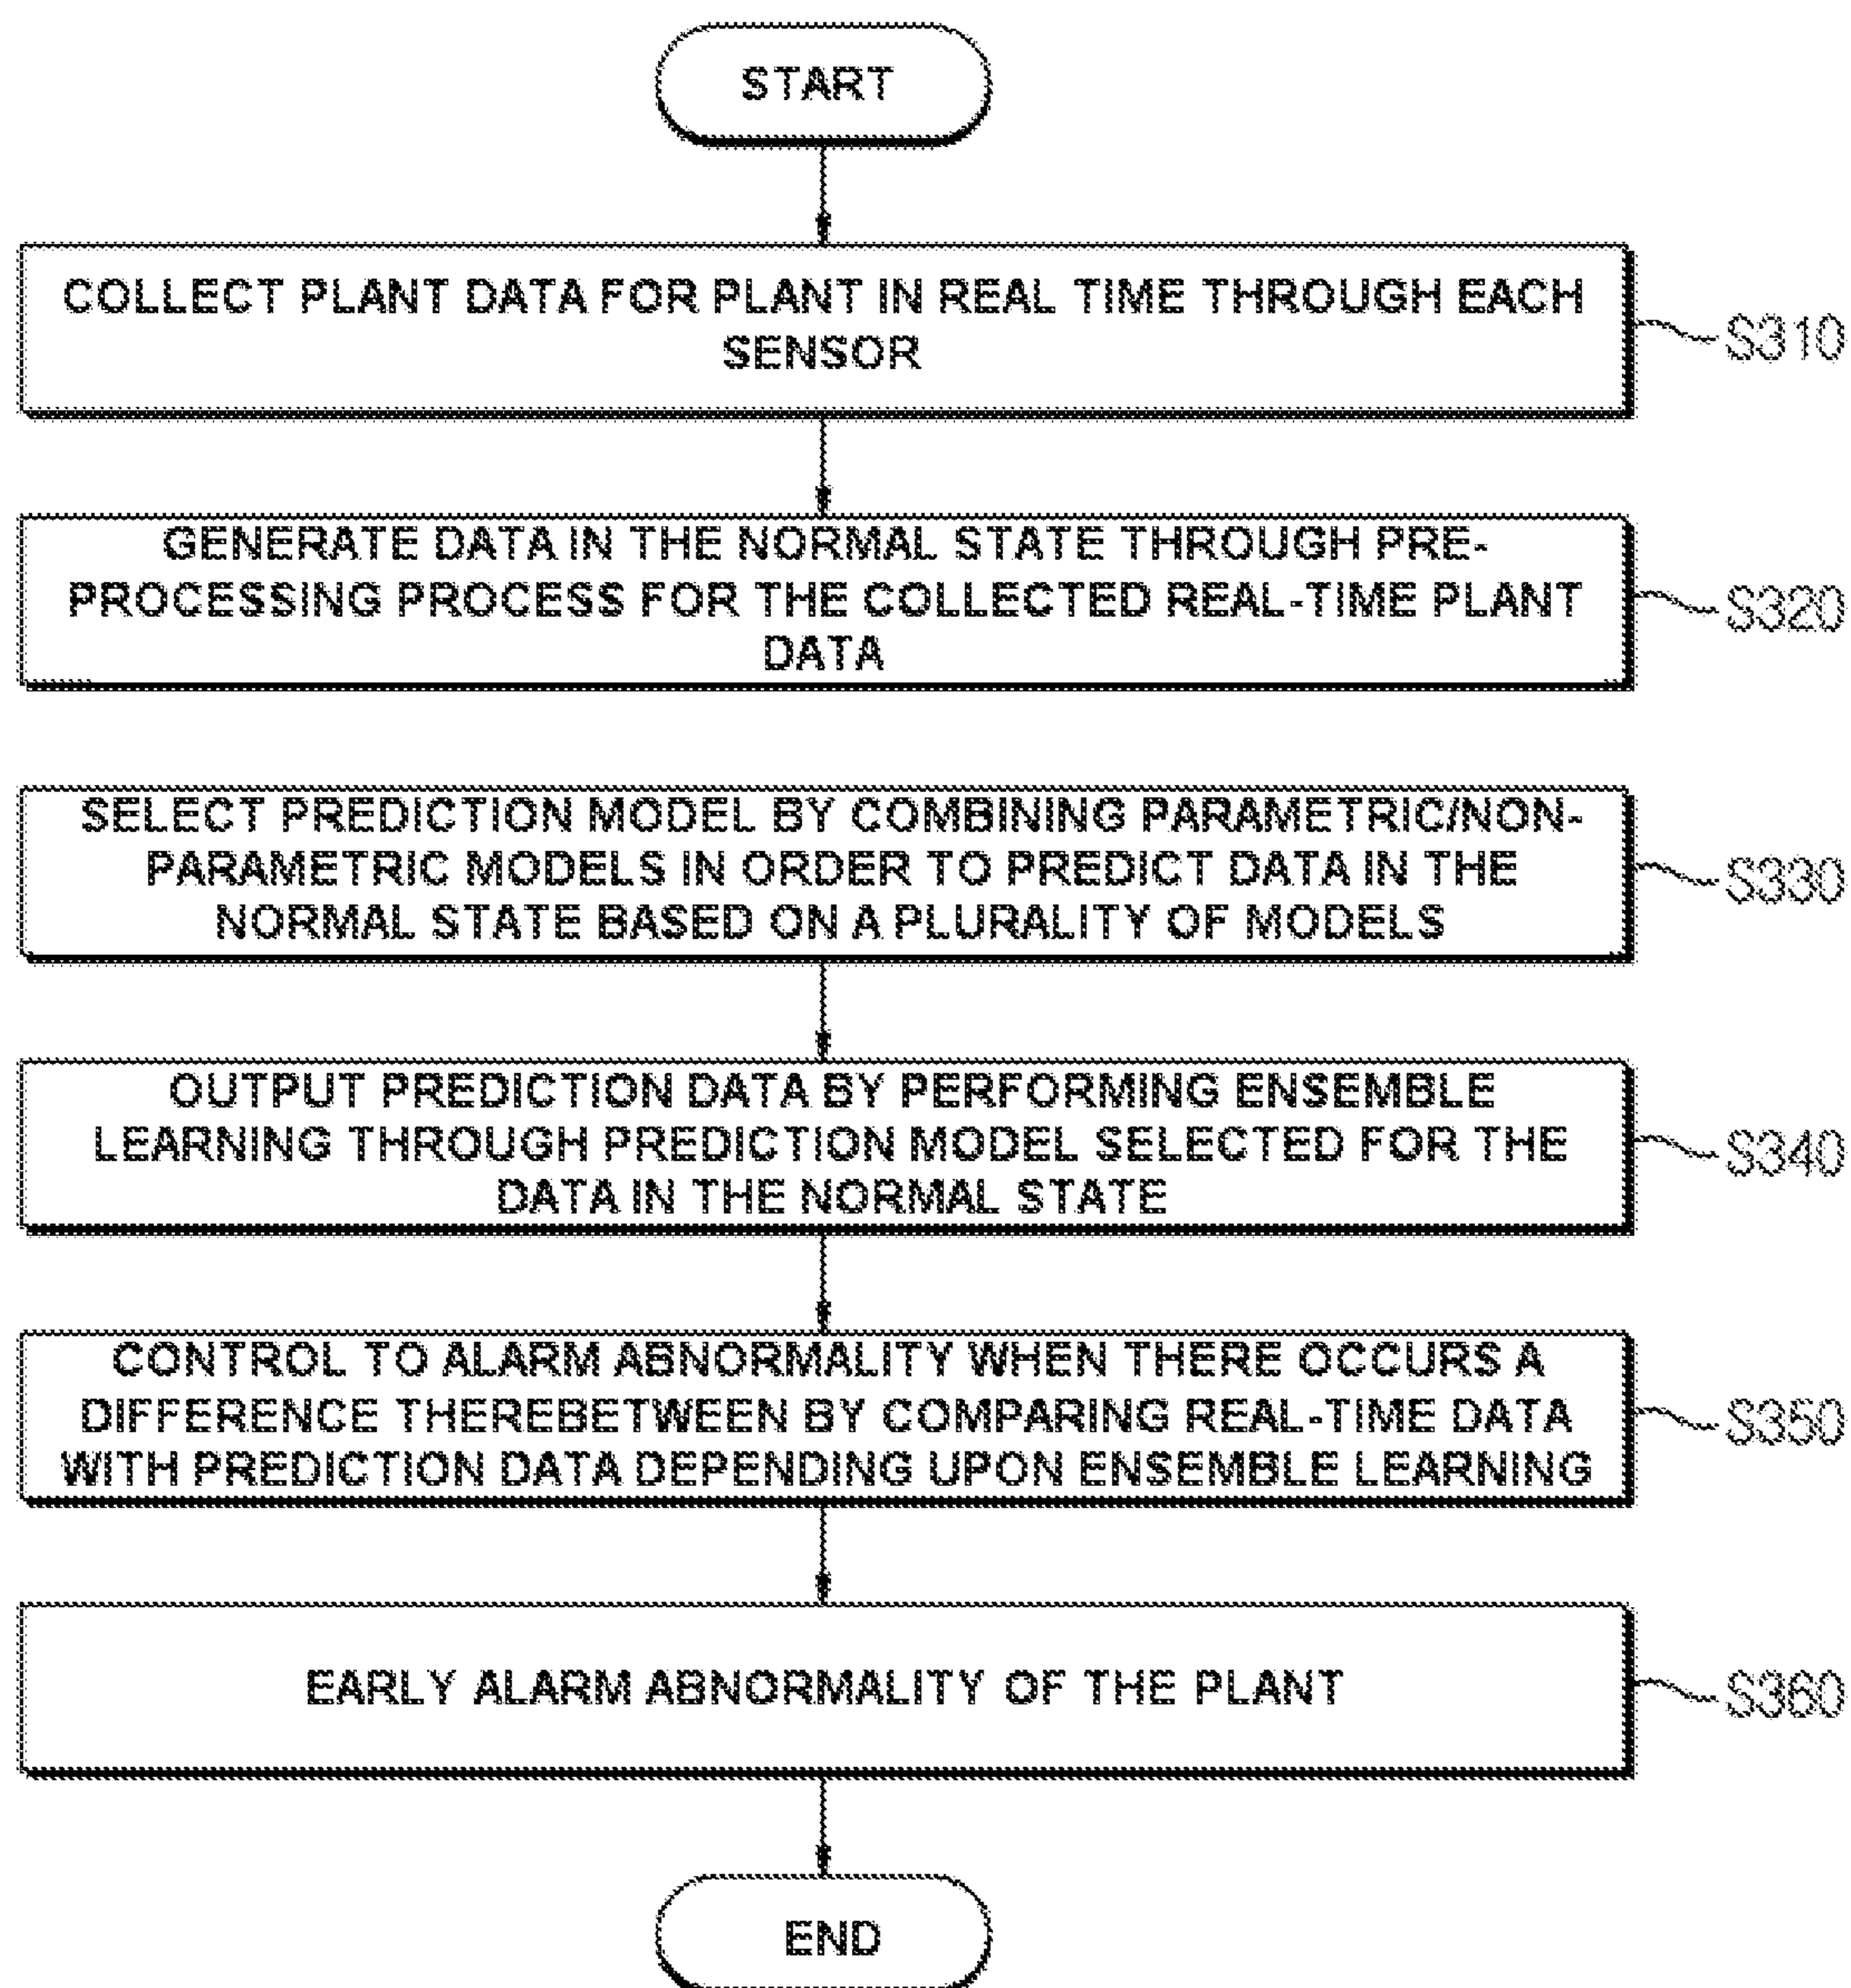 START
COLLECT PLANT DATA FOR PLANT IN REAL TIME THROUGH EACH
SENSOR
S310
GENERATE DATA IN THE NORMAL STATE THROUGH PRE-
PROCESSING PROCESS FOR THE COLLECTED REAL-TIME PLANT
DATA
S320
SELECT PREDICTION MODEL BY COMBINING PARAMETRIC/NON-
PARAMETRIC MODELS IN ORDER TO PREDICT DATA IN THE
NORMAL STATE BASED ON A PLURALITY OF MODELS
S330
OUTPUT PREDICTION DATA BY PERFORMING ENSEMBLE
LEARNING THROUGH PREDICTION MODEL SELECTED FOR THE
DATA IN THE NORMAL STATE
S340
CONTROL TO ALARM ABNORMALITY WHEN THERE OCCURS A
DIFFERENCE THEREBETWEEN BY COMPARING REAL-TIME DATA
WITH PREDICTION DATA DEPENDING UPON ENSEMBLE LEARNING
S350
EARLY ALARM ABNORMALITY OF THE PLANT
S360
END